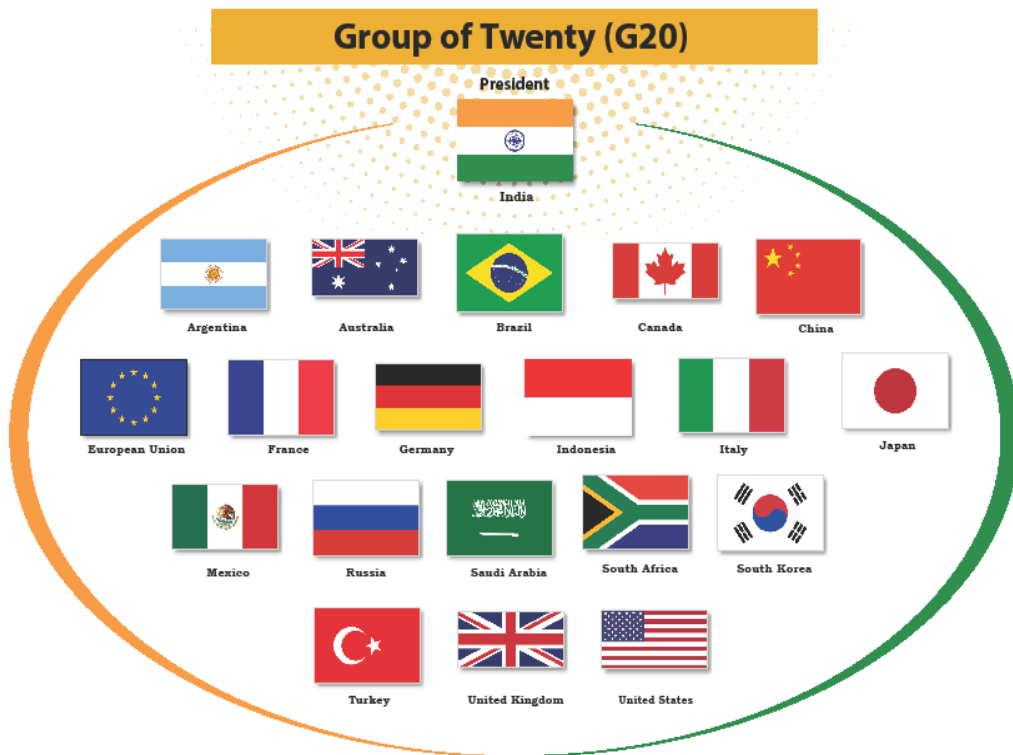 Group of Twenty (G20)
President
India
Argentina
Australia
Brazil
Canada
China
European Union
France
Germany
Indonesia
Italy
Japan
Mexico
Russia
Saudi Arabia
South Africa
South Korea
Turkey
United Kingdom
United States